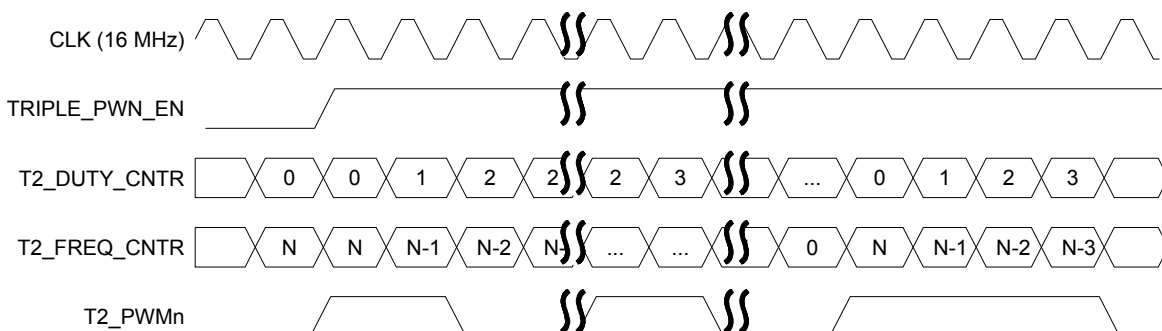 CLK (16 MHz)
TRIPLE_PWN_EN
T2_DUTY_CNTR 0 0 1 2 2 2 3 ... 0 1 2 3
T2_FREQ_CNTR N N N-1 N-2 N- ... ... 0 N N-1 N-2 N-3
T2_PWMn